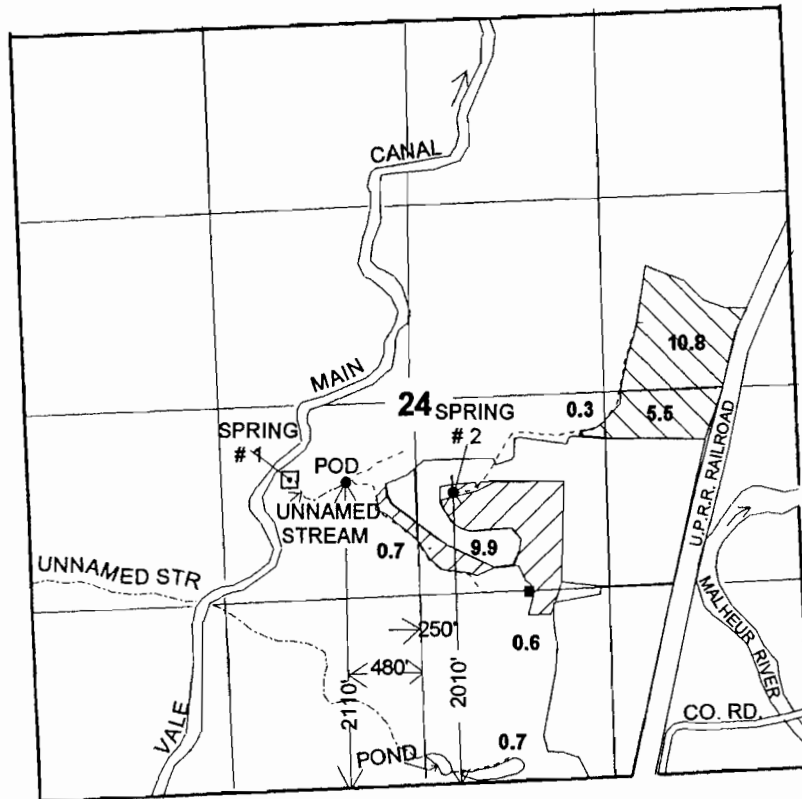 CANAL
MAIN
10.8
24
SPRING
# 2
0.3
5.5
SPRING
# 1
POD
UNNAMED
STREAM
0.7
9.9
U.P.R.R. RAILROAD
UNNAMED STR
MALHEUR RIVER
250'
0.6
480'
2110'
2010'
VALE
POND
0.7
CO. RD.